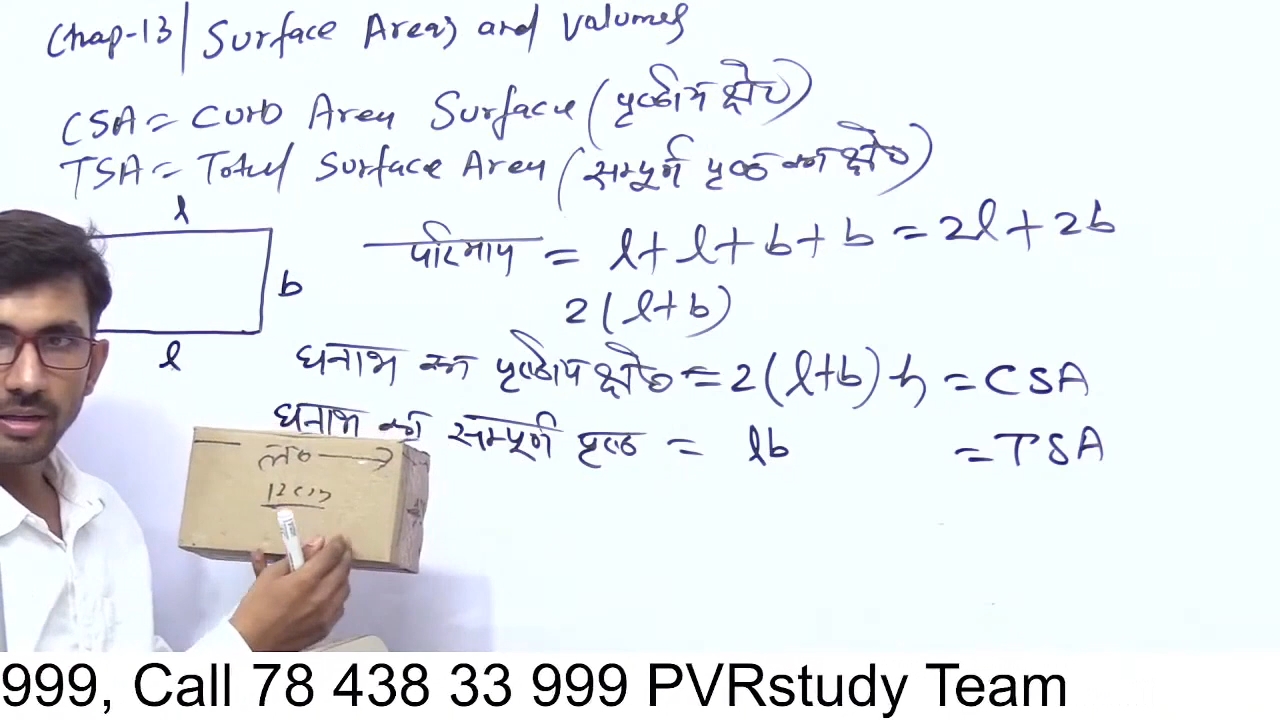 Chap-13 | Surface Areas and Volumes
CSA = Curb Area Surface (पृष्ठीय क्षेत्र)
TSA = Total Surface Area (सम्पूर्ण पृष्ठ का क्षेत्र)
l
b
l
परिमाप = l + l + b + b = 2l + 2b
2(l+b)
घनाभ का पृष्ठीय क्षेत्र = 2(l+b)h = CSA
घनाभ का सम्पूर्ण पृष्ठ = lb = TSA
12 cm
999, Call 78 438 33 999 PVRstudy Team